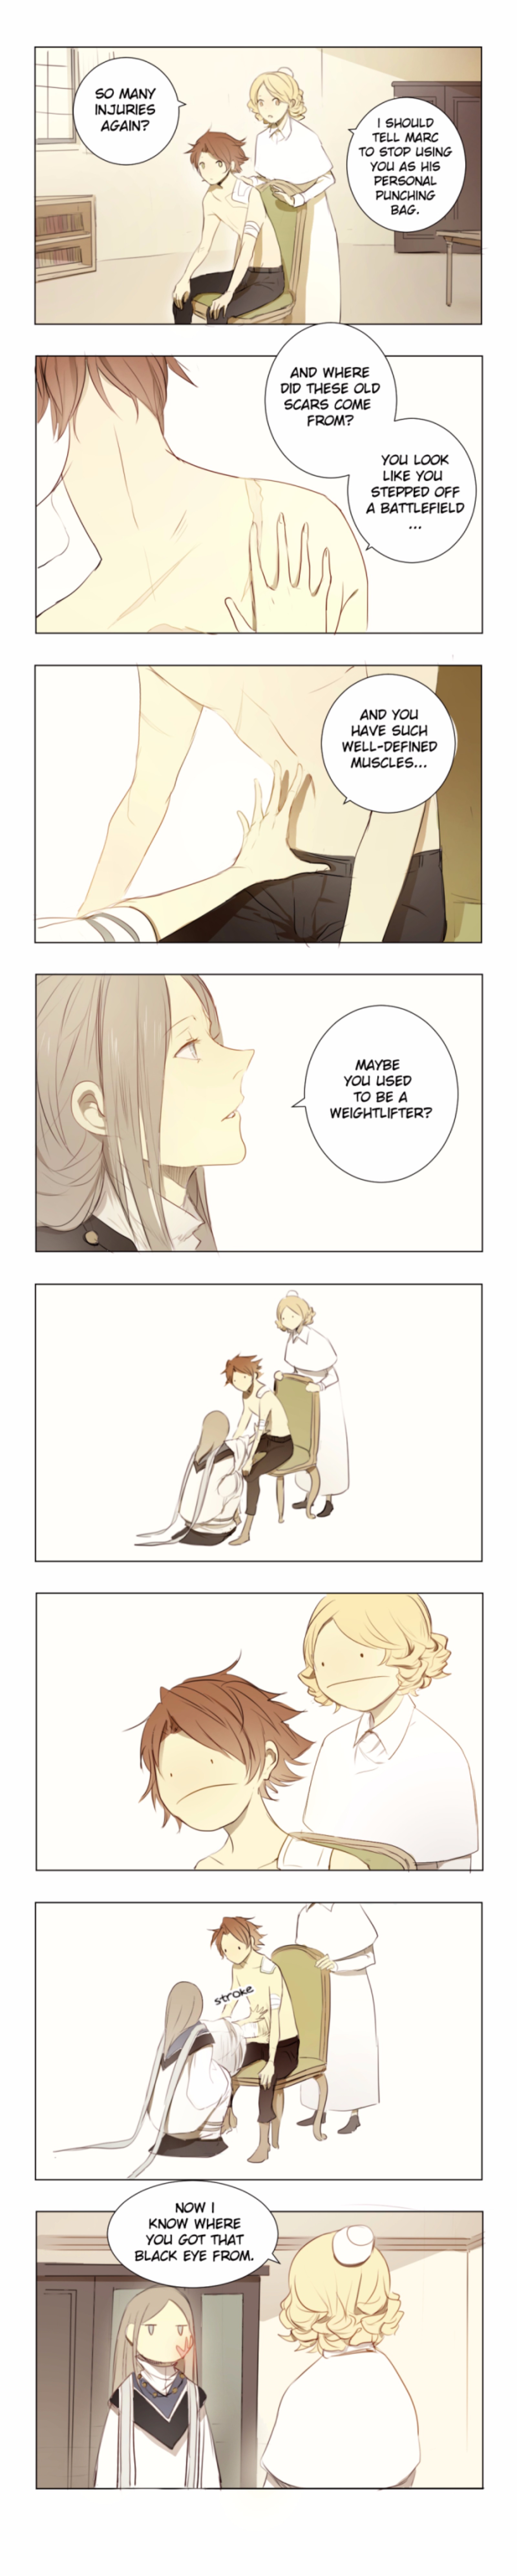 SO MANY
INJURIES
AGAIN?
I SHOULD
TELL MARC
TO STOP USING
YOU AS HIS
PERSONAL
PUNCHING
BAG.
AND WHERE
DID THESE OLD
SCARS COME
FROM?
YOU LOOK
LIKE YOU
STEPPED OFF
A BATTLEFIELD
...
AND YOU
HAVE SUCH
WELL-DEFINED
MUSCLES...
MAYBE
YOU USED
TO BE A
WEIGHTLIFTER?
stroke
NOW I
KNOW WHERE
YOU GOT THAT
BLACK EYE FROM.